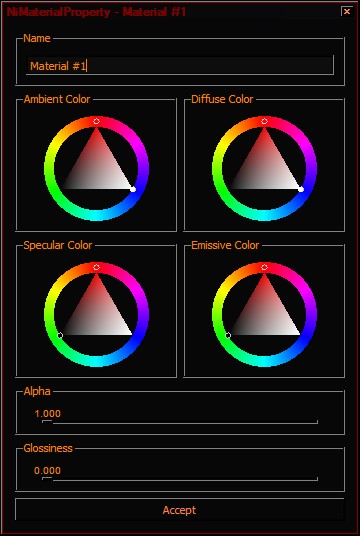 NiMaterialProperty - Material #1
Name
Material #1
Ambient Color
Diffuse Color
Specular Color
Emissive Color
Alpha
1.000
Glossiness
0.000
Accept